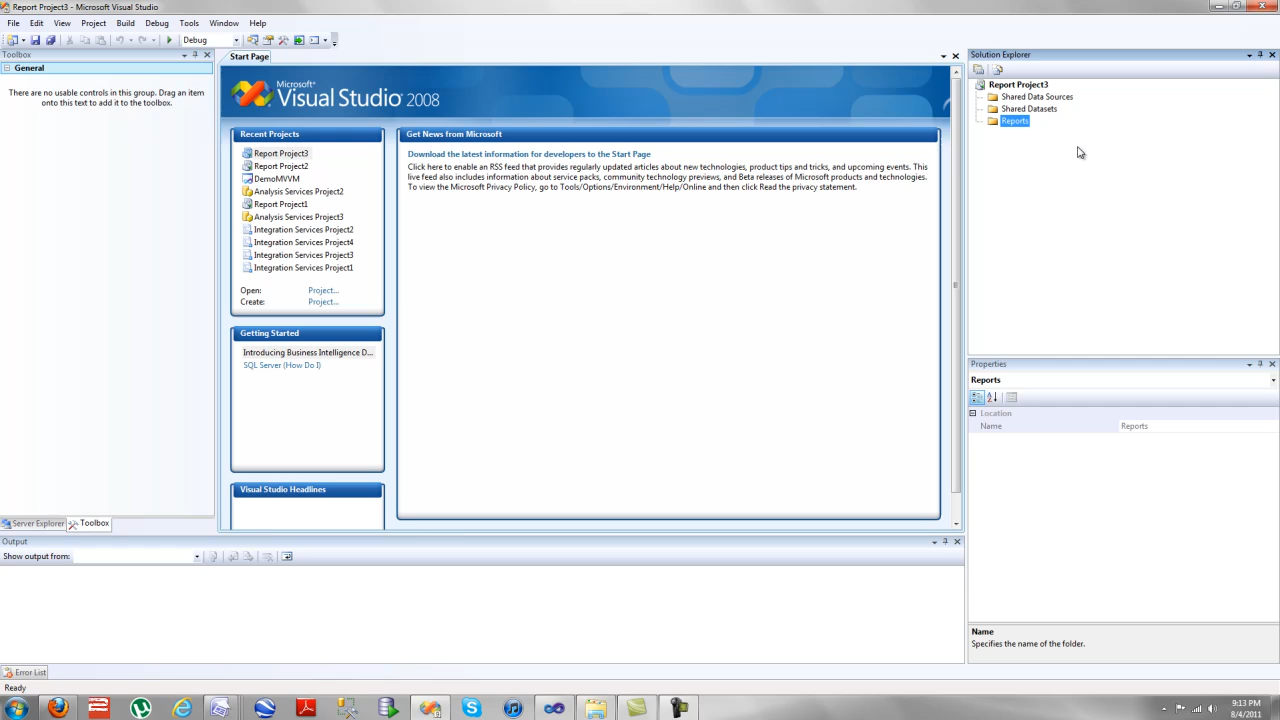 Report Project3 - Microsoft Visual Studio
File Edit View Project Build Debug Tools Window Help
Debug
Toolbox
General
There are no usable controls in this group. Drag an item
onto this text to add it to the toolbox.
Server Explorer Toolbox
Start Page
Microsoft®
Visual Studio® 2008
Recent Projects
Report Project3
Report Project2
DemoMVVM
Analysis Services Project2
Report Project1
Analysis Services Project3
Integration Services Project2
Integration Services Project4
Integration Services Project3
Integration Services Project1
Open: Project...
Create: Project...
Getting Started
Introducing Business Intelligence D...
SQL Server (How Do I)
Visual Studio Headlines
Get News from Microsoft
Download the latest information for developers to the Start Page
Click here to enable an RSS feed that provides regularly updated articles about new technologies, product tips and tricks, and upcoming events. This
live feed also includes information about service packs, community technology previews, and Beta releases of Microsoft products and technologies.
To view the Microsoft Privacy Policy, go to Tools/Options/Environment/Help/Online and then click Read the privacy statement.
Solution Explorer
Report Project3
Shared Data Sources
Shared Datasets
Reports
Properties
Reports
Location
Name Reports
Name
Specifies the name of the folder.
Output
Show output from:
Error List
Ready
9:13 PM
8/4/2011